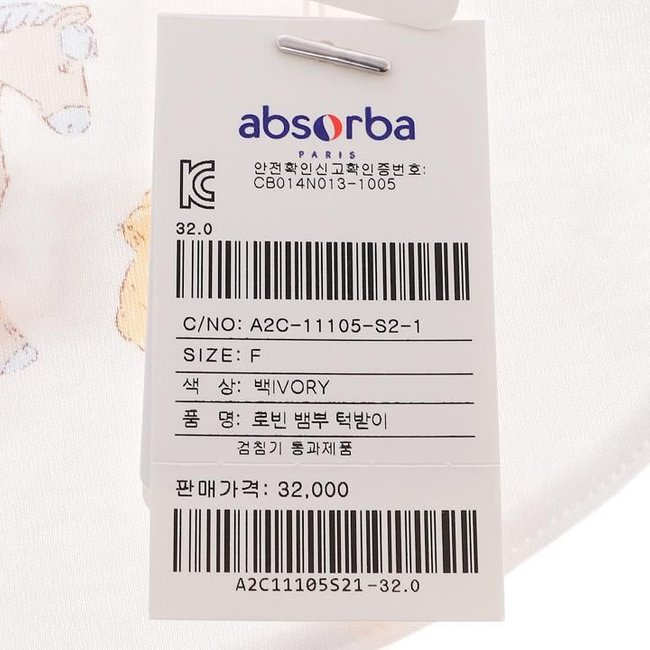 absorba
PARIS
안전확인신고확인증번호:
CB014N013-1005
32.0
C/NO: A2C-11105-S2-1
SIZE: F
색 상: 백IVORY
품 명: 로빈 뱀부 턱받이
검침기 통과제품
판매가격: 32,000
A2C11105S21-32.0